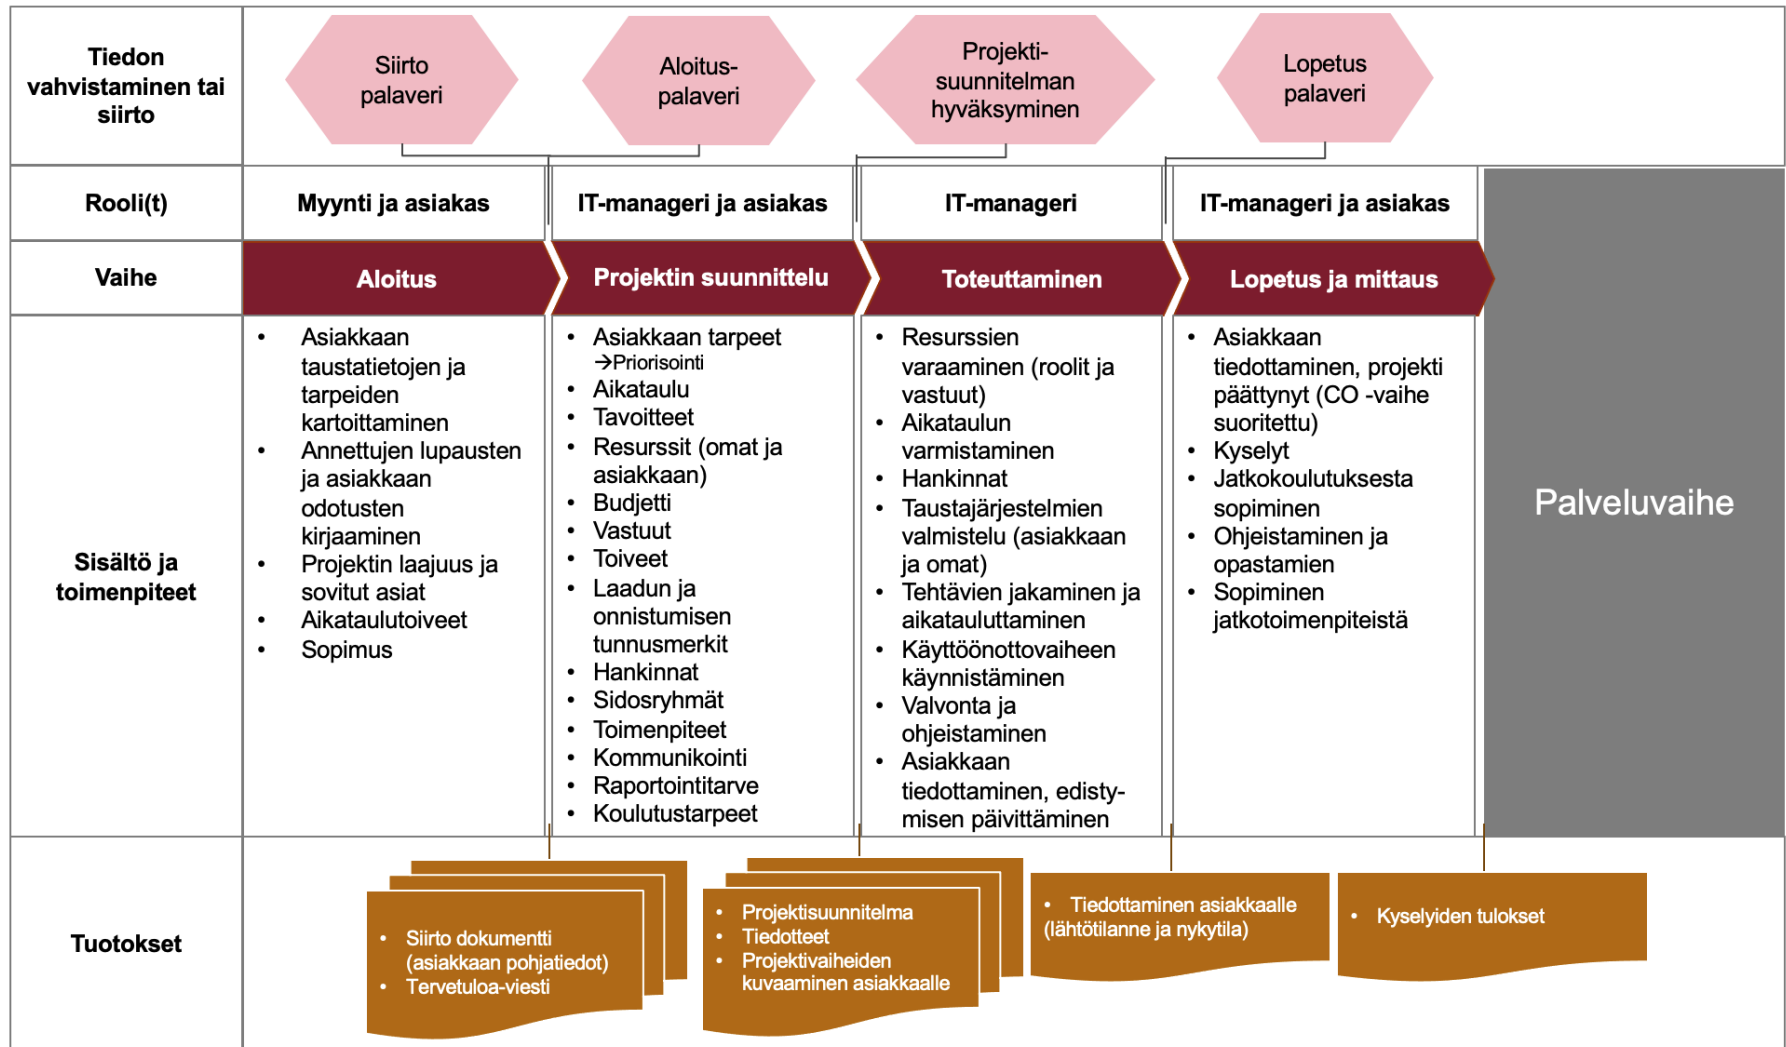 Tiedon
vahvistaminen tai
siirto
Siirto
palaveri
Aloitus-
palaveri
Projekti-
suunnitelman
hyväksyminen
Lopetus
palaveri
Rooli(t)
Myynti ja asiakas
IT-manageri ja asiakas
IT-manageri
IT-manageri ja asiakas
Vaihe
Aloitus
Projektin suunnittelu
Toteuttaminen
Lopetus ja mittaus
Sisältö ja
toimenpiteet
• Asiakkaan
taustatietojen ja
tarpeiden
kartoittaminen
• Annettujen lupausten
ja asiakkaan
odotusten
kirjaaminen
• Projektin laajuus ja
sovitut asiat
• Aikataulutoiveet
• Sopimus
• Asiakkaan tarpeet
→Priorisointi
• Aikataulu
• Tavoitteet
• Resurssit (omat ja
asiakkaan)
• Budjetti
• Vastuut
• Toiveet
• Laadun ja
onnistumisen
tunnusmerkit
• Hankinnat
• Sidosryhmät
• Toimenpiteet
• Kommunikointi
• Raportointitarve
• Koulutustarpeet
• Resurssien
varaaminen (roolit ja
vastuut)
• Aikataulun
varmistaminen
• Hankinnat
• Taustajärjestelmien
valmistelu (asiakkaan
ja omat)
• Tehtävien jakaminen ja
aikatauluttaminen
• Käyttöönottovaiheen
käynnistäminen
• Valvonta ja
ohjeistaminen
• Asiakkaan
tiedottaminen, edisty-
misen päivittäminen
• Asiakkaan
tiedottaminen, projekti
päättynyt (CO -vaihe
suoritettu)
• Kyselyt
• Jatkokoulutuksesta
sopiminen
• Ohjeistaminen ja
opastamien
• Sopiminen
jatkotoimenpiteistä
Palveluvaihe
Tuotokset
• Siirto dokumentti
(asiakkaan pohjatiedot)
• Tervetuloa-viesti
• Projektisuunnitelma
• Tiedotteet
• Projektivaiheiden
kuvaaminen asiakkaalle
• Tiedottaminen asiakkaalle
(lähtötilanne ja nykytila)
• Kyselyiden tulokset